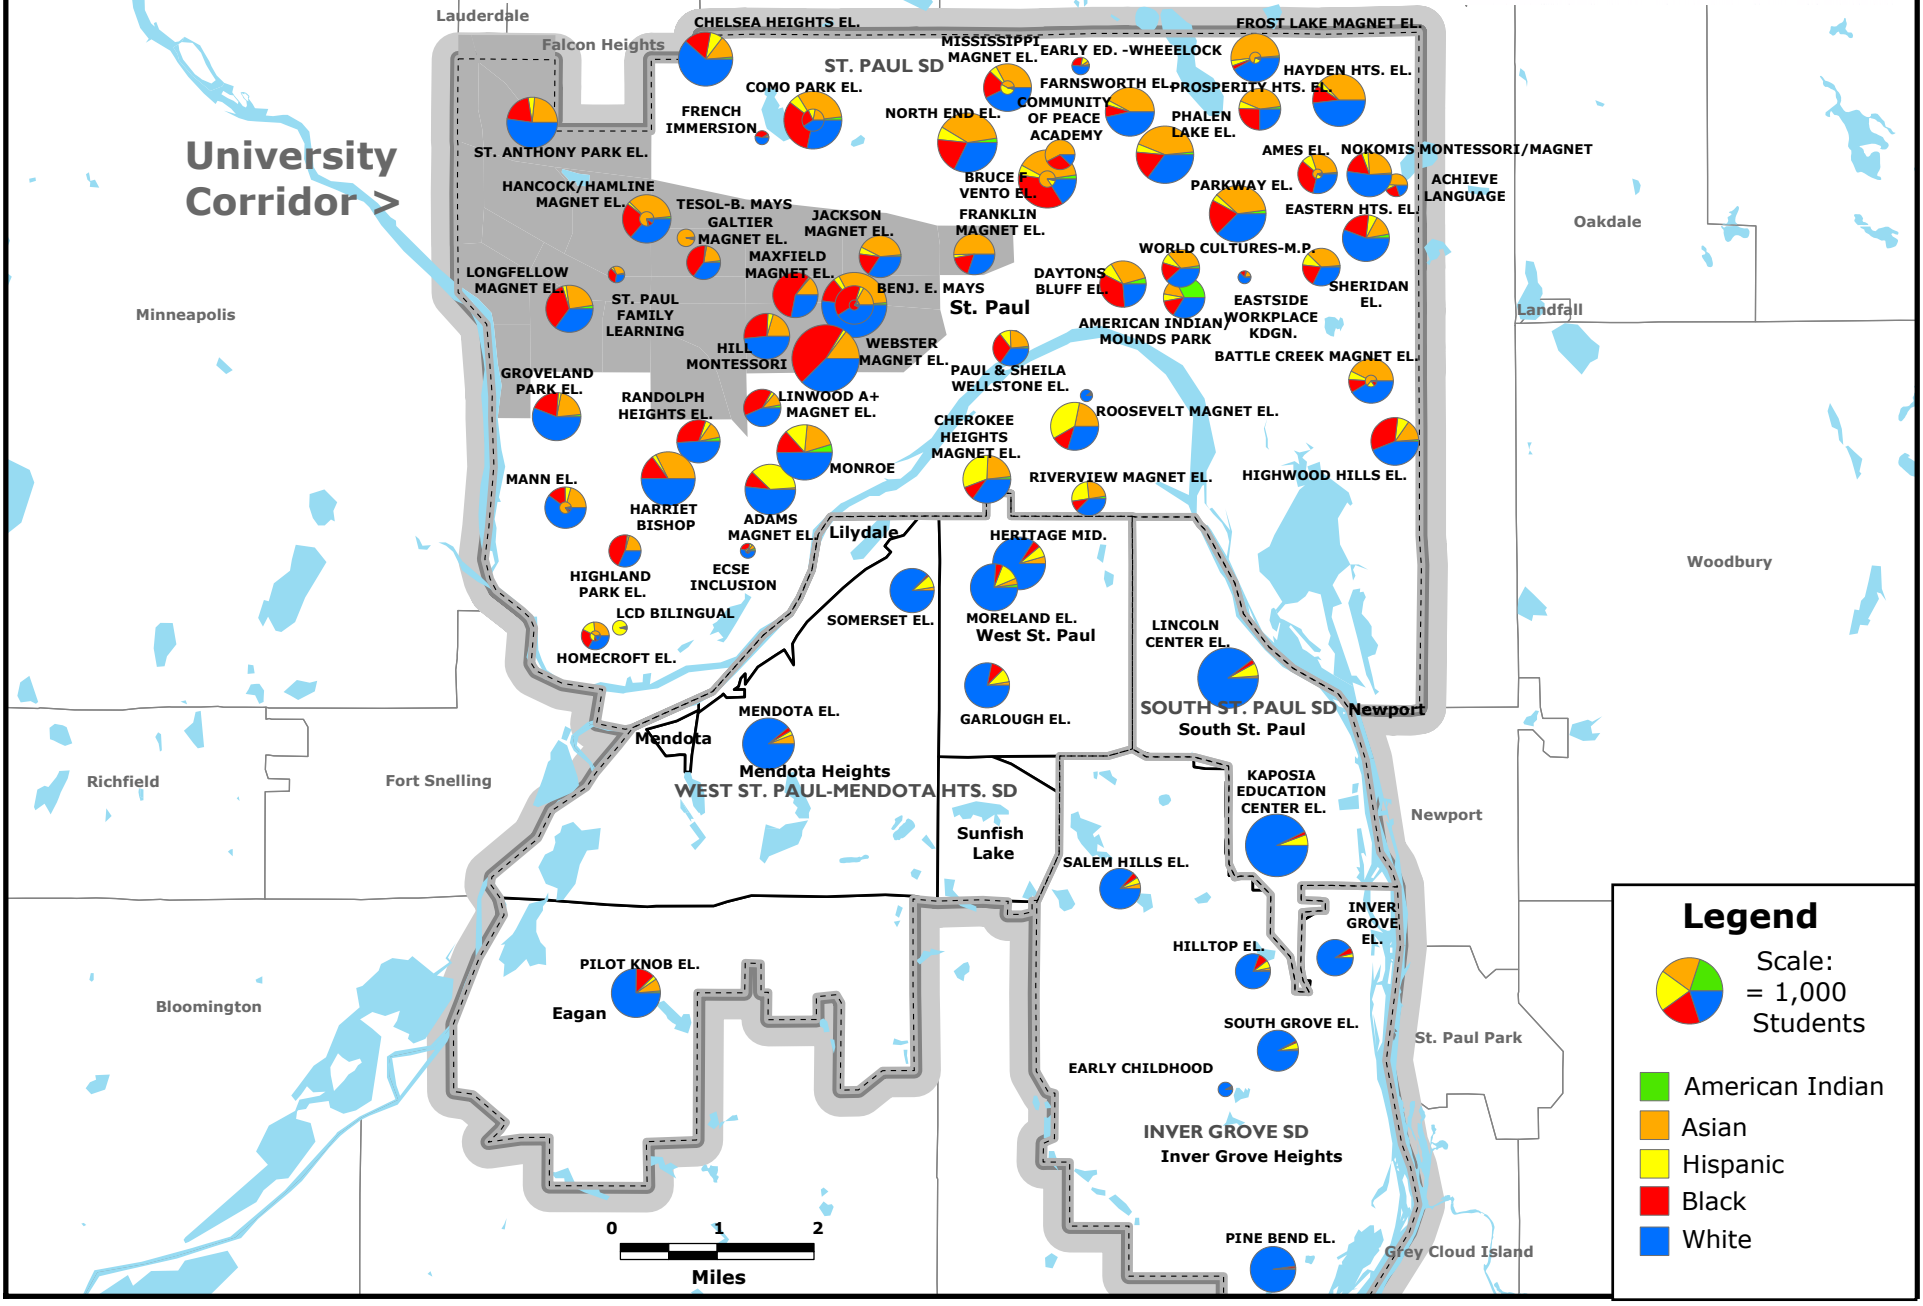 Lauderdale
CHELSEA HEIGHTS EL.
FROST LAKE MAGNET EL.
Falcon Heights
MISSISSIPPI
MAGNET EL.
EARLY ED. -WHEEELOCK
ST. PAUL SD
HAYDEN HTS. EL.
COMO PARK EL.
FARNSWORTH EL.
PROSPERITY HTS. EL.
FRENCH
IMMERSION
NORTH END EL.
COMMUNITY
OF PEACE
ACADEMY
PHALEN
LAKE EL.
University
Corridor >
ST. ANTHONY PARK EL.
AMES EL.
NOKOMIS MONTESSORI/MAGNET
HANCOCK/HAMLINE
MAGNET EL.
TESOL-B. MAYS
BRUCE F
VENTO EL.
PARKWAY EL.
ACHIEVE
LANGUAGE
GALTIER
MAGNET EL.
JACKSON
MAGNET EL.
FRANKLIN
MAGNET EL.
EASTERN HTS. EL.
Oakdale
MAXFIELD
MAGNET EL.
WORLD CULTURES-M.P.
LONGFELLOW
MAGNET EL.
DAYTONS
BLUFF EL.
BENJ. E. MAYS
St. Paul
SHERIDAN
EL.
ST. PAUL
FAMILY
LEARNING
EASTSIDE
WORKPLACE
KDGN.
Minneapolis
Landfall
AMERICAN INDIAN/
MOUNDS PARK
HILL
MONTESSORI
WEBSTER
MAGNET EL.
BATTLE CREEK MAGNET EL.
GROVELAND
PARK EL.
PAUL & SHEILA
WELLSTONE EL.
RANDOLPH
HEIGHTS EL.
LINWOOD A+
MAGNET EL.
ROOSEVELT MAGNET EL.
CHEROKEE
HEIGHTS
MAGNET EL.
MONROE
MANN EL.
RIVERVIEW MAGNET EL.
HIGHWOOD HILLS EL.
HARRIET
BISHOP
ADAMS
MAGNET EL.
Lilydale
HERITAGE MID.
Woodbury
HIGHLAND
PARK EL.
ECSE
INCLUSION
LCD BILINGUAL
SOMERSET EL.
MORELAND EL.
West St. Paul
LINCOLN
CENTER EL.
HOMECROFT EL.
MENDOTA EL.
GARLOUGH EL.
SOUTH ST. PAUL SD
South St. Paul
Newport
Mendota
Mendota Heights
WEST ST. PAUL-MENDOTA HTS. SD
Richfield
Fort Snelling
KAPOSIA
EDUCATION
CENTER EL.
Newport
Sunfish
Lake
SALEM HILLS EL.
INVER
GROVE
EL.
HILLTOP EL.
PILOT KNOB EL.
Eagan
Bloomington
SOUTH GROVE EL.
St. Paul Park
EARLY CHILDHOOD
INVER GROVE SD
Inver Grove Heights
PINE BEND EL.
Grey Cloud Island
0 1 2
Miles
Legend
Scale:
= 1,000
Students
American Indian
Asian
Hispanic
Black
White